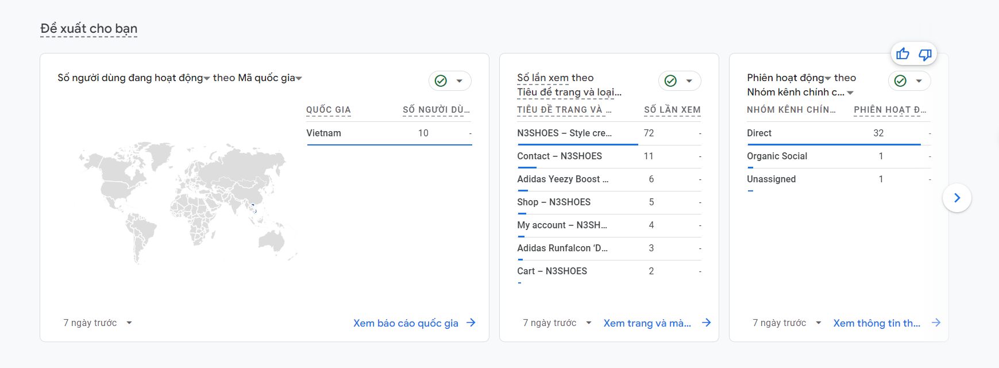 Đề xuất cho bạn
Số người dùng đang hoạt động theo Mã quốc gia
QUỐC GIA SỐ NGƯỜI DÙ...
Vietnam 10 -
7 ngày trước Xem báo cáo quốc gia
Số lần xem theo
Tiêu đề trang và loại...
TIÊU ĐỀ TRANG VÀ ... SỐ LẦN XEM
N3SHOES – Style cre... 72 -
Contact – N3SHOES 11 -
Adidas Yeezy Boost ... 6 -
Shop – N3SHOES 5 -
My account – N3SH... 4 -
Adidas Runfalcon ‘D... 3 -
Cart – N3SHOES 2 -
7 ngày trước Xem trang và mà...
Phiên hoạt động theo
Nhóm kênh chính c...
NHÓM KÊNH CHÍN... PHIÊN HOẠT Đ...
Direct 32 -
Organic Social 1 -
Unassigned 1 -
7 ngày trước Xem thông tin th...